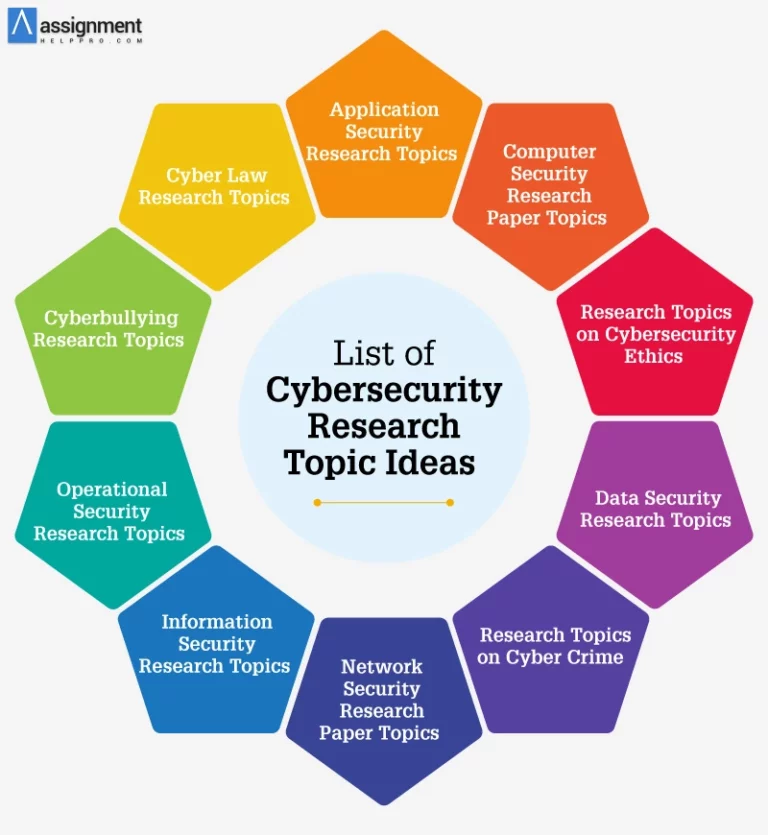 assignment
HELPPRO.COM
Application
Security
Research Topics
Computer
Security
Research
Paper Topics
Research Topics
on Cybersecurity
Ethics
Data Security
Research Topics
Research Topics
on Cyber Crime
Network
Security
Research
Paper Topics
Information
Security
Research Topics
Operational
Security
Research Topics
Cyberbullying
Research Topics
Cyber Law
Research Topics
List of
Cybersecurity
Research
Topic Ideas